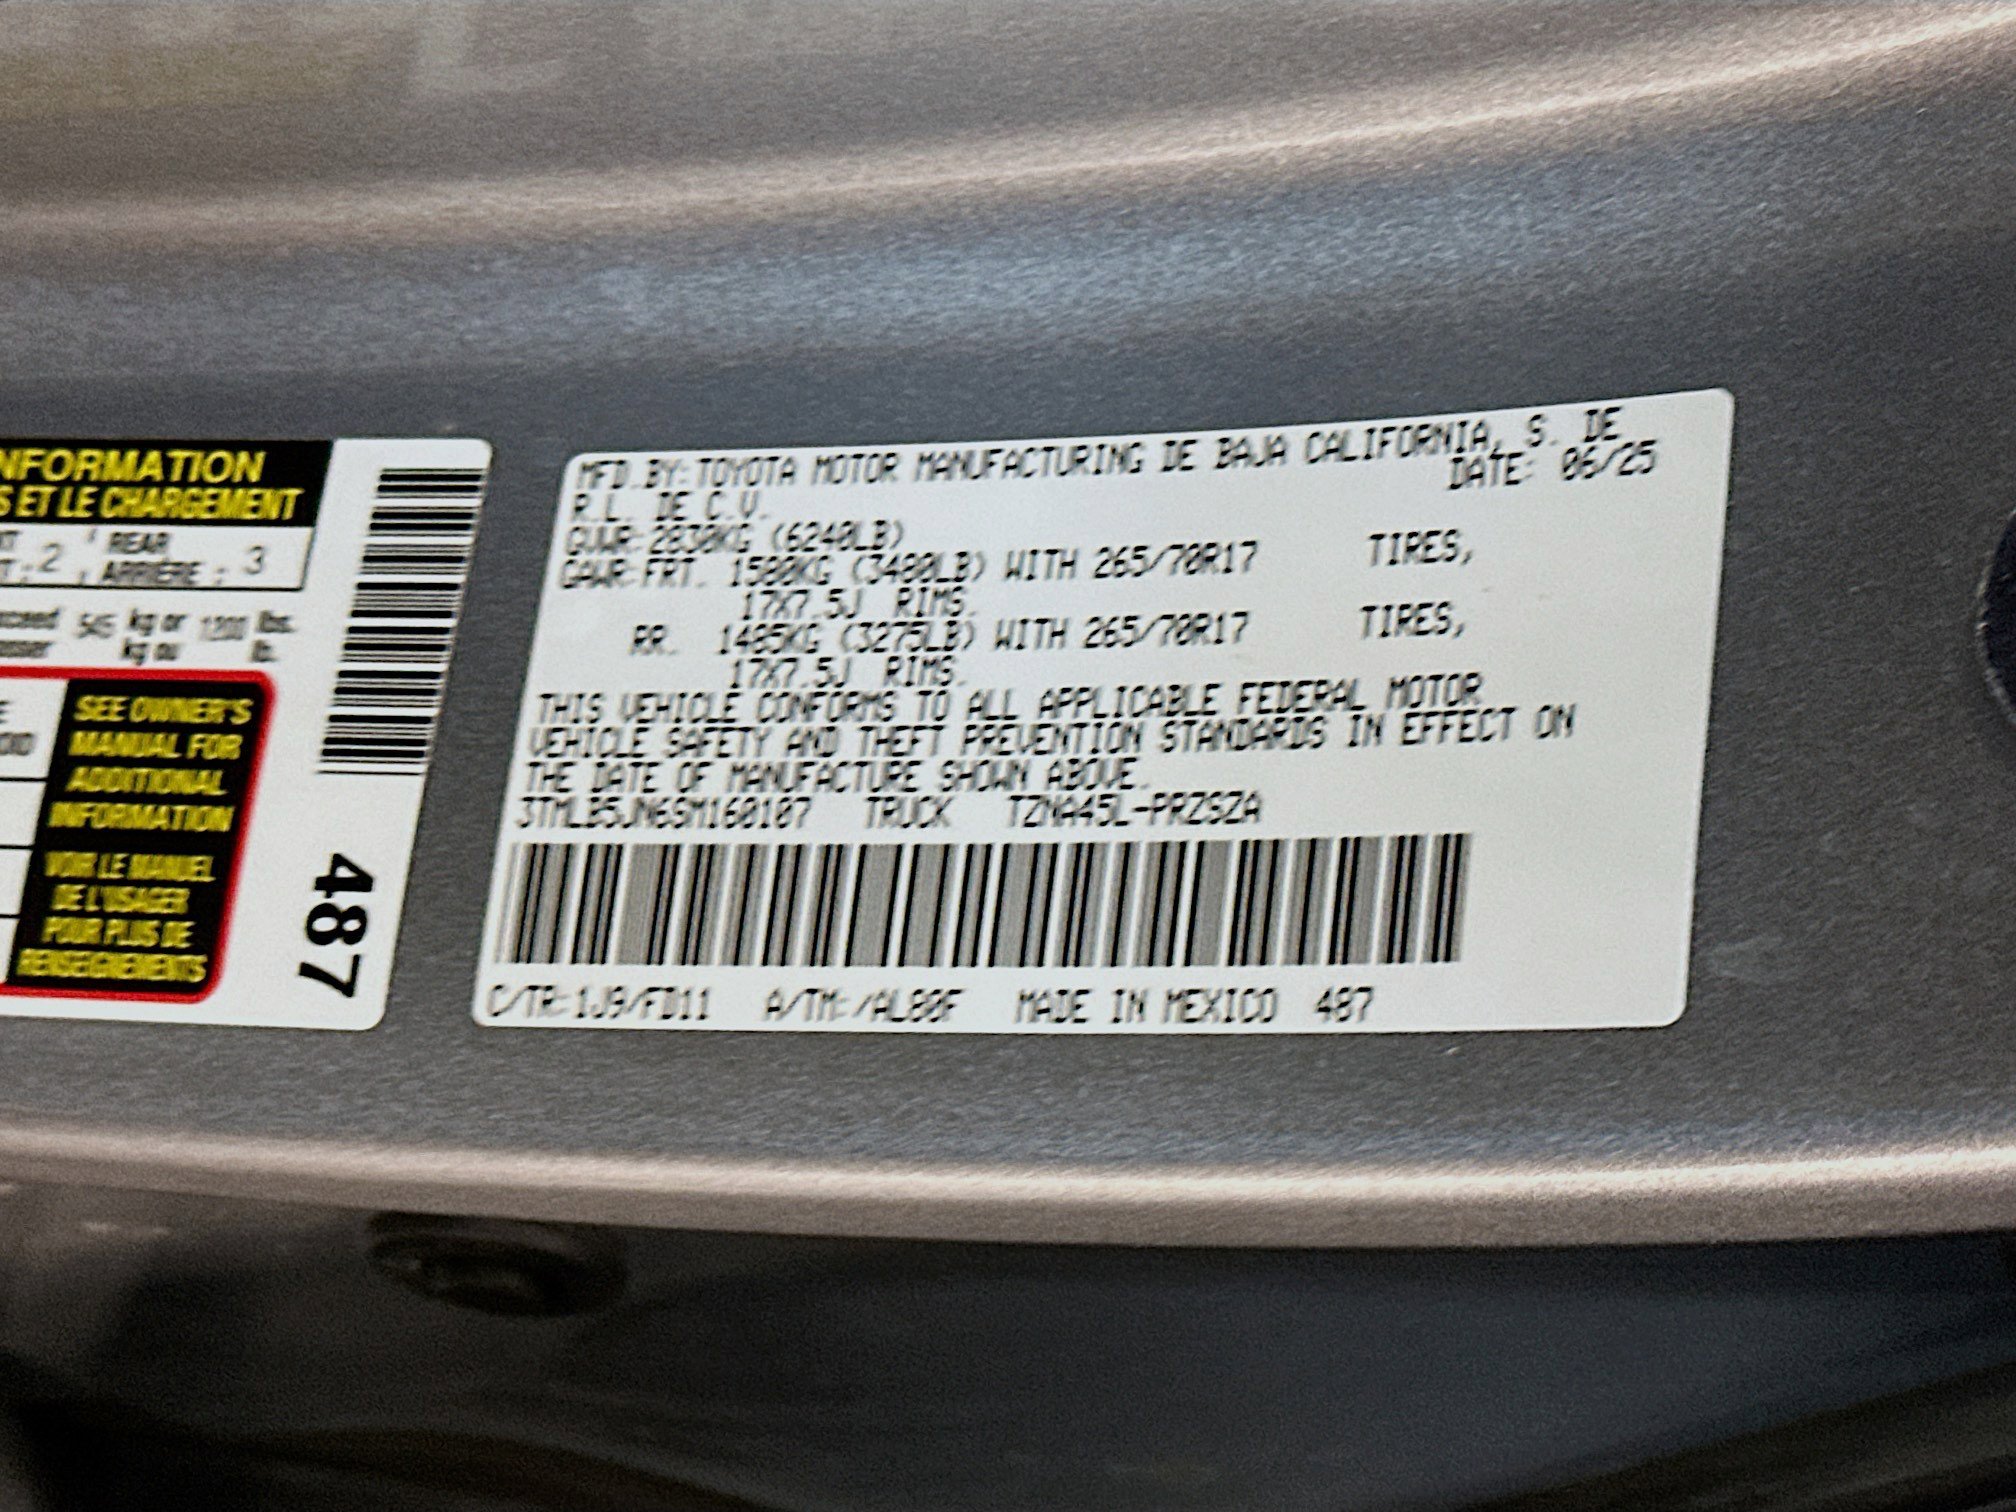 NFORMATION
S ET LE CHARGEMENT
2 REAR
ARRIÈRE : 3
545 kg or 1200 lbs.
kg ou lb.
SEE OWNER'S
MANUAL FOR
ADDITIONAL
INFORMATION
VOIR LE MANUEL
DE L'USAGER
POUR PLUS DE
RENSEIGNEMENTS
487
MFD.BY:TOYOTA MOTOR MANUFACTURING DE BAJA CALIFORNIA, S. DE
R.L. DE C.V. DATE: 06/25
GVWR:2830KG (6240LB)
GAWR:FRT. 1580KG (3480LB) WITH 265/70R17 TIRES,
17X7.5J RIMS.
RR. 1485KG (3275LB) WITH 265/70R17 TIRES,
17X7.5J RIMS.
THIS VEHICLE CONFORMS TO ALL APPLICABLE FEDERAL MOTOR
VEHICLE SAFETY AND THEFT PREVENTION STANDARDS IN EFFECT ON
THE DATE OF MANUFACTURE SHOWN ABOVE.
3TMLB5JN6SM160107 TRUCK TZNA45L-PRZSZA
C/TR:1J9/FD11 A/TM:/AL80F MADE IN MEXICO 487